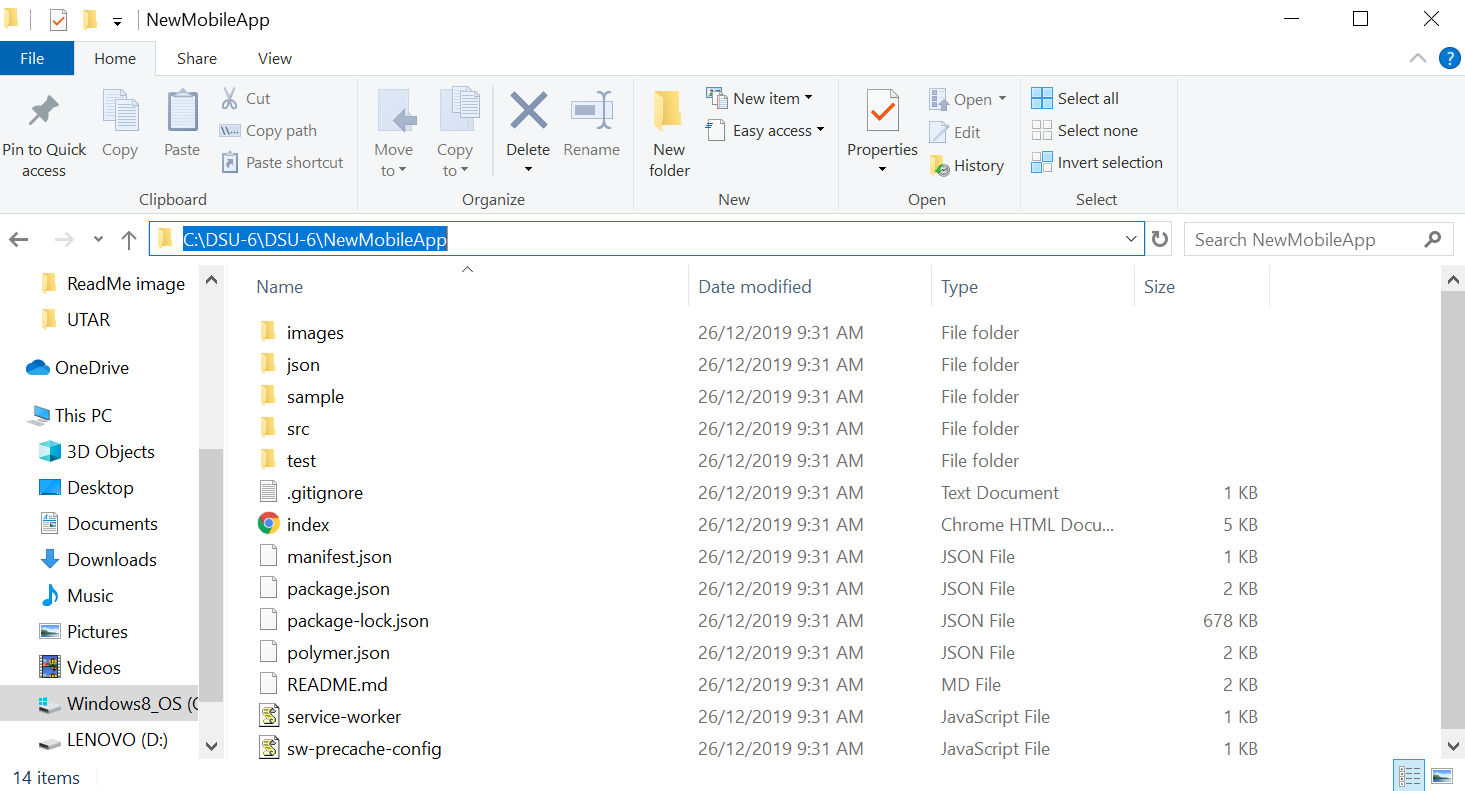 NewMobileApp
File Home Share View
Pin to Quick access
Copy
Paste
Cut
Copy path
Paste shortcut
Clipboard
Move to
Copy to
Delete
Rename
Organize
New folder
New item
Easy access
New
Properties
Open
Edit
History
Open
Select all
Select none
Invert selection
Select
C:\DSU-6\DSU-6\NewMobileApp
Search NewMobileApp
ReadMe image
UTAR
OneDrive
This PC
3D Objects
Desktop
Documents
Downloads
Music
Pictures
Videos
Windows8_OS (C
LENOVO (D:)
Name Date modified Type Size
images 26/12/2019 9:31 AM File folder
json 26/12/2019 9:31 AM File folder
sample 26/12/2019 9:31 AM File folder
src 26/12/2019 9:31 AM File folder
test 26/12/2019 9:31 AM File folder
.gitignore 26/12/2019 9:31 AM Text Document 1 KB
index 26/12/2019 9:31 AM Chrome HTML Docu... 5 KB
manifest.json 26/12/2019 9:31 AM JSON File 1 KB
package.json 26/12/2019 9:31 AM JSON File 2 KB
package-lock.json 26/12/2019 9:31 AM JSON File 678 KB
polymer.json 26/12/2019 9:31 AM JSON File 2 KB
README.md 26/12/2019 9:31 AM MD File 2 KB
service-worker 26/12/2019 9:31 AM JavaScript File 1 KB
sw-precache-config 26/12/2019 9:31 AM JavaScript File 1 KB
14 items